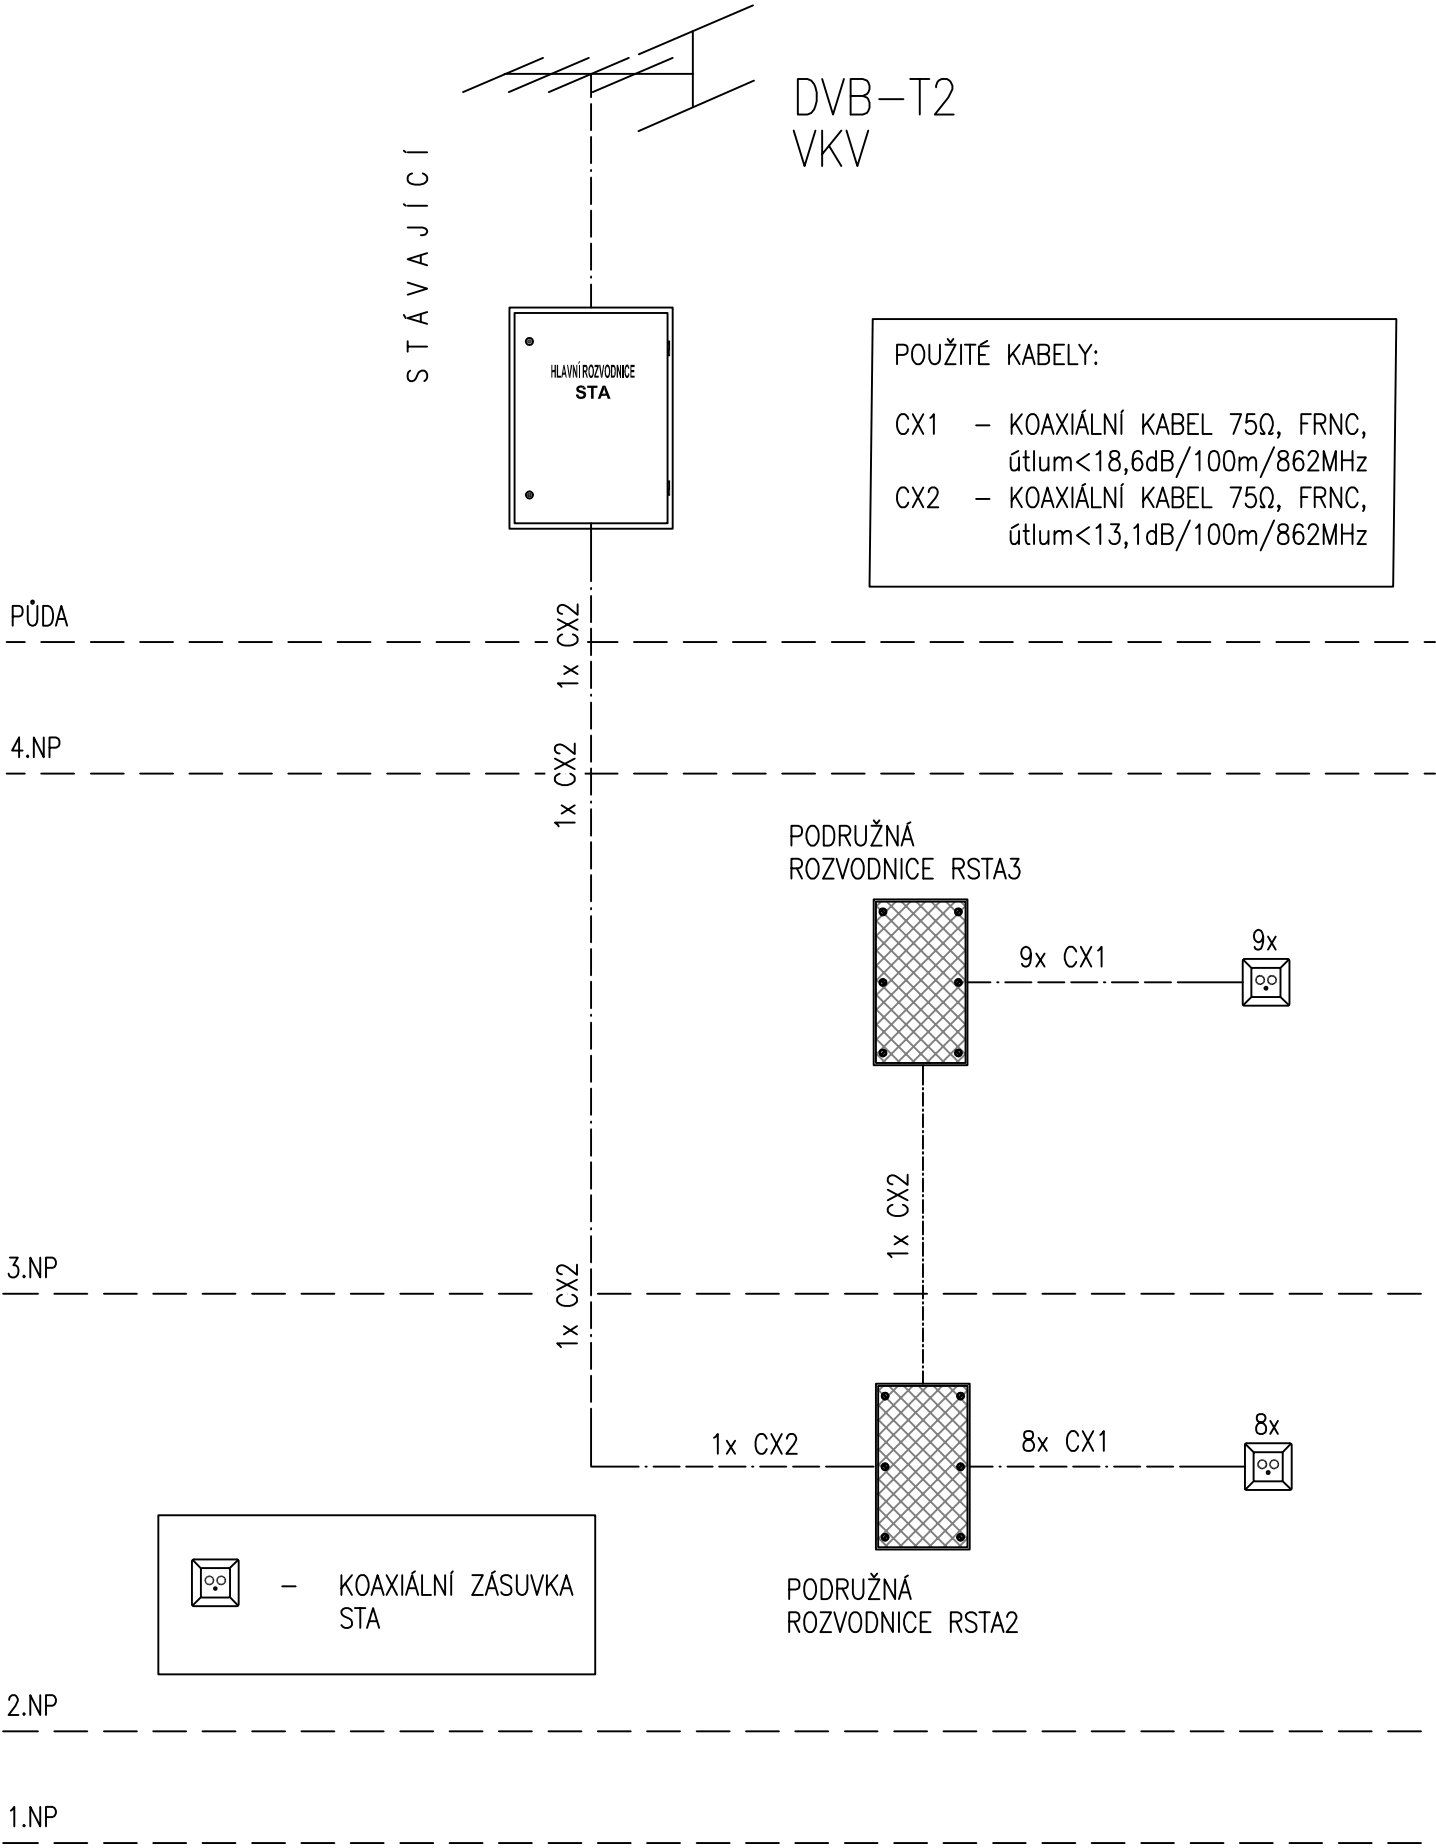 DVB-T2
VKV
STÁVAJÍCÍ
HLAVNÍ ROZVODNICE
STA
POUŽITÉ KABELY:
CX1 - KOAXIÁLNÍ KABEL 75Ω, FRNC,
útlum<18,6dB/100m/862MHz
CX2 - KOAXIÁLNÍ KABEL 75Ω, FRNC,
útlum<13,1dB/100m/862MHz
PŮDA
1x CX2
4.NP
1x CX2
PODRUŽNÁ
ROZVODNICE RSTA3
9x CX1
9x
1x CX2
3.NP
1x CX2
1x CX2
8x CX1
8x
KOAXIÁLNÍ ZÁSUVKA
STA
PODRUŽNÁ
ROZVODNICE RSTA2
2.NP
1.NP